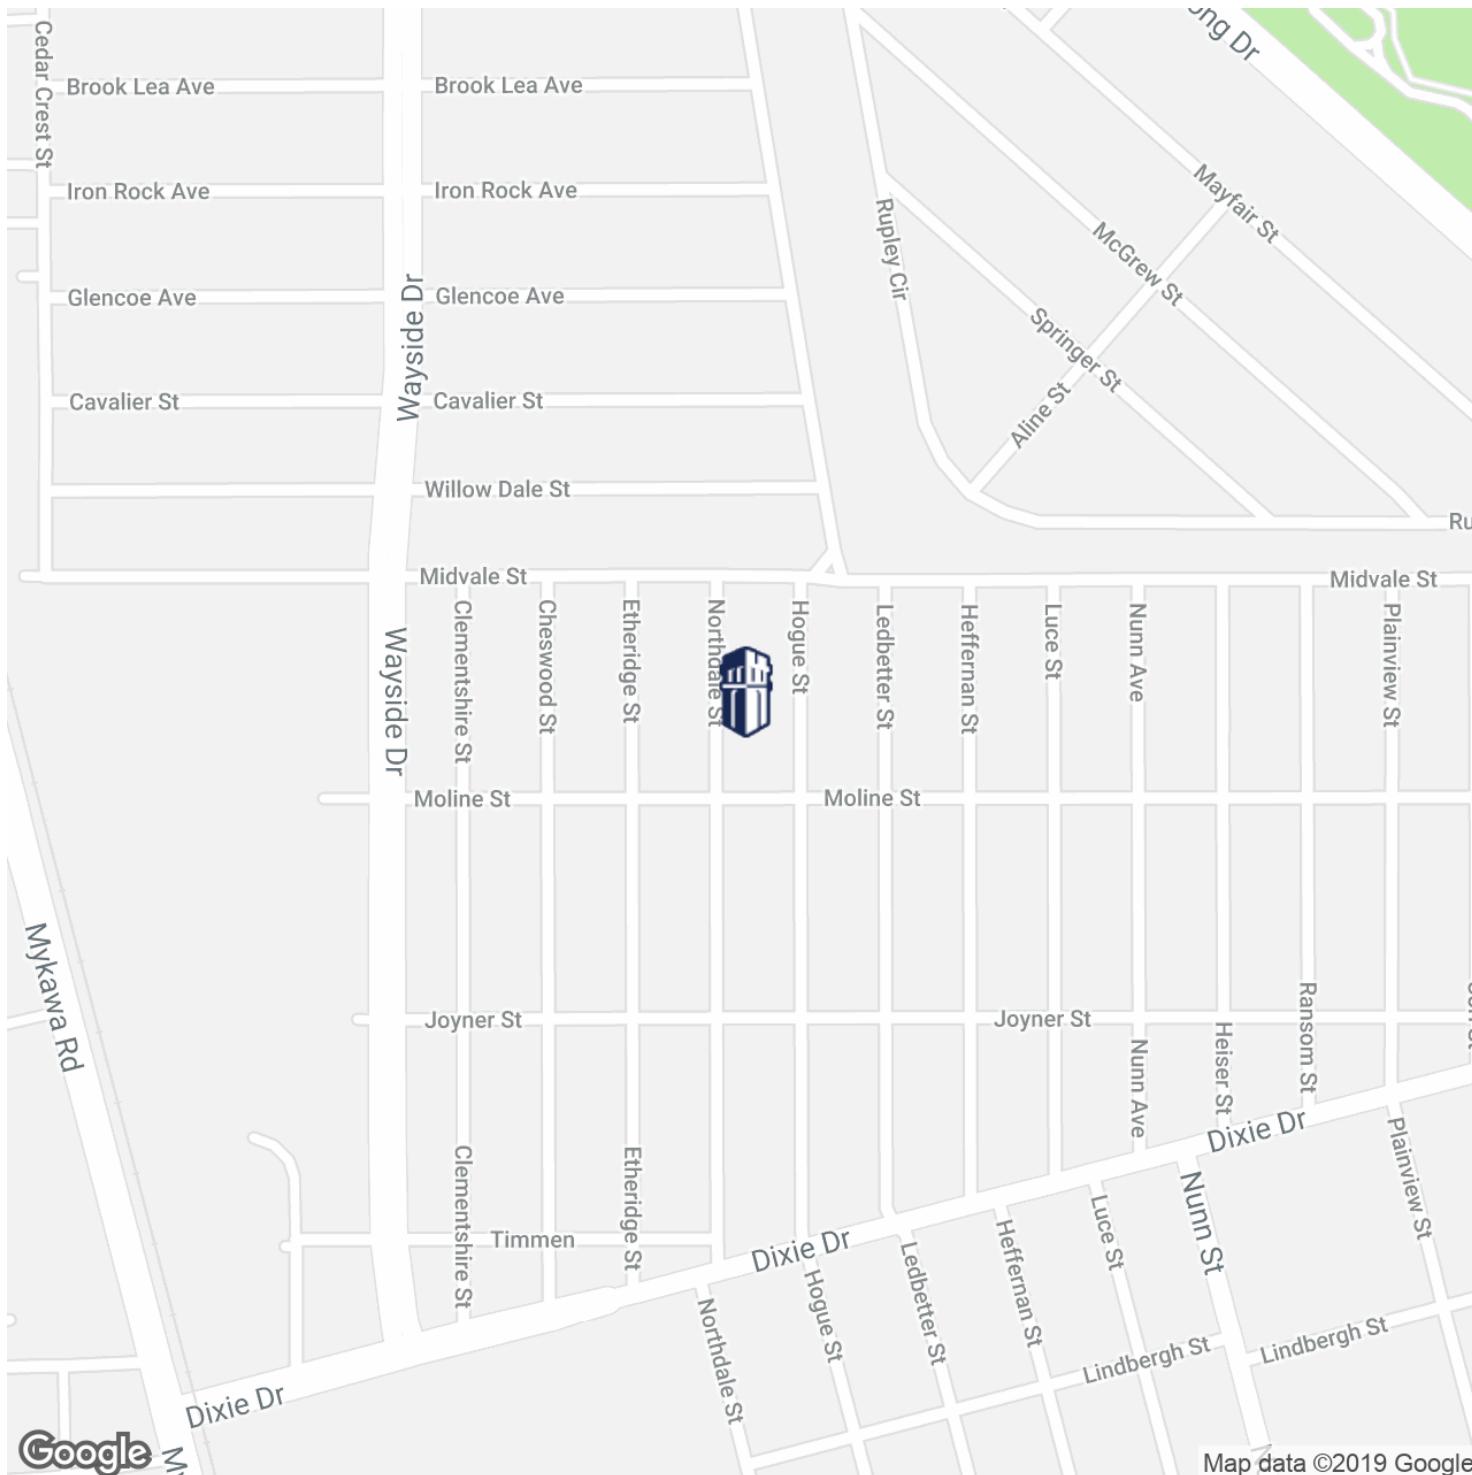 ong Dr
Cedar Crest St
Brook Lea Ave
Brook Lea Ave
Iron Rock Ave
Iron Rock Ave
Mayfair St
McGrew St
Rupley Cir
Glencoe Ave
Glencoe Ave
Wayside Dr
Springer St
Aline St
Cavalier St
Cavalier St
Willow Dale St
Ru
Midvale St
Midvale St
Clementshire St
Cheswood St
Etheridge St
Northdale St
Hogue St
Ledbetter St
Heffernan St
Luce St
Nunn Ave
Plainview St
Wayside Dr
Moline St
Moline St
Mykawa Rd
Joyner St
Joyner St
Ransom St
Heiser St
Nunn Ave
Dixie Dr
Plainview St
Clementshire St
Etheridge St
Timmen
Dixie Dr
Nunn St
Luce St
Heffernan St
Ledbetter St
Hogue St
Northdale St
Lindbergh St
Lindbergh St
Dixie Dr
My
Google
Map data ©2019 Google